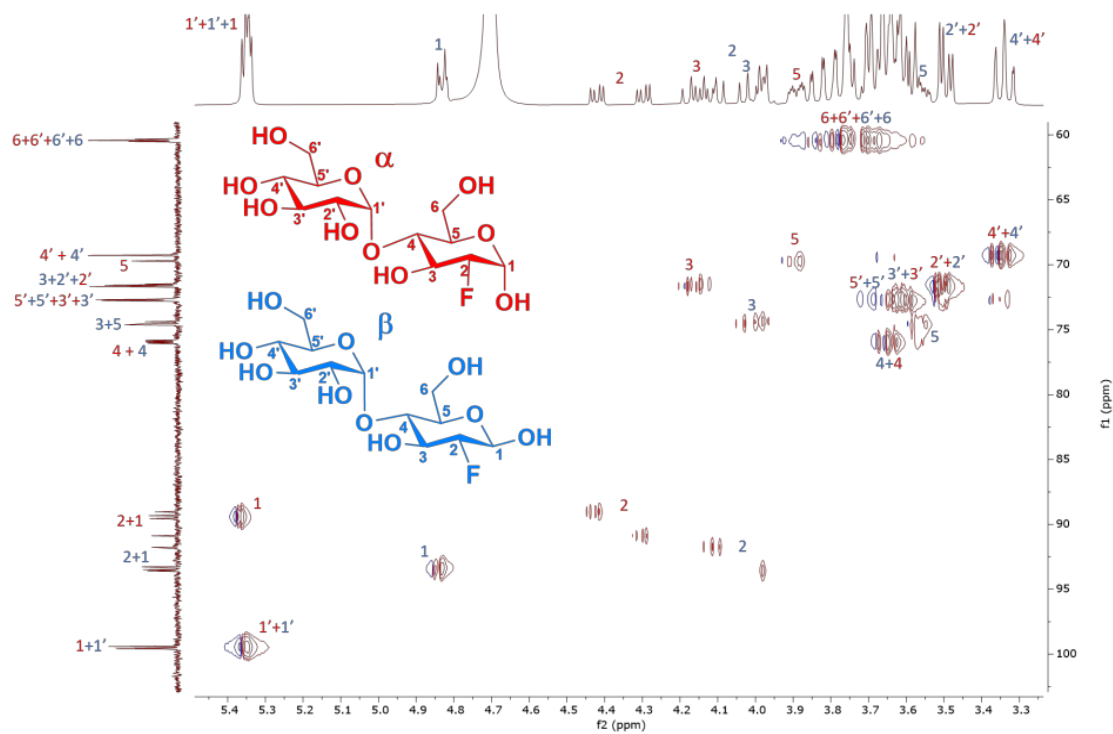 1'+1'+1
1
2
3
2
3
5
5
2'+2'
4'+4'
6+6'+6'+6
4' + 4'
5
3+2'+2'
5'+5'+3'+3'
3+5
4 + 4
2+1
2+1
1+1'
HO
6'
α
5'
O
HO
4'
HO
3'
2'
1'
HO
O
OH
6
5
O
4
HO
3
2
1
F
OH
HO
6'
β
5'
O
HO
4'
HO
3'
2'
1'
HO
O
OH
6
5
O
4
HO
3
2
1
OH
F
6+6'+6'+6
5
4'+4'
3
2'+2'
5'+5'
3'+3'
3
5
4+4
1
2
1
2
1'+1'
60
65
70
75
80
85
90
95
100
f1 (ppm)
5.4 5.3 5.2 5.1 5.0 4.9 4.8 4.7 4.6 4.5 4.4 4.3 4.2 4.1 4.0 3.9 3.8 3.7 3.6 3.5 3.4 3.3
f2 (ppm)